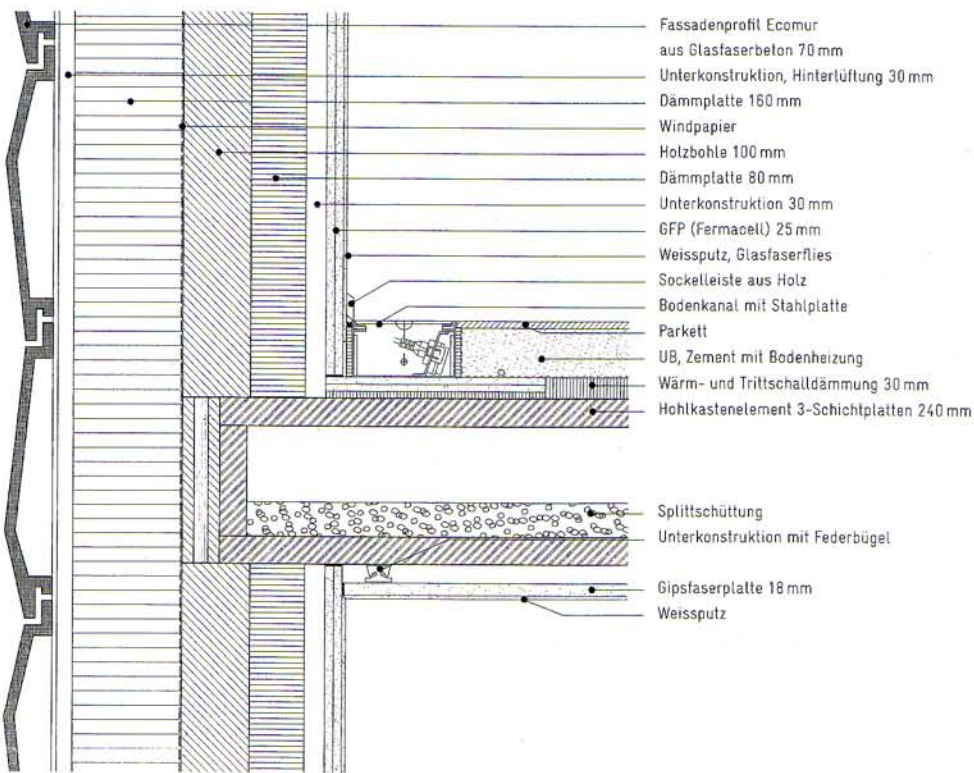 Fassadenprofil Ecomur
aus Glasfaserbeton 70 mm
Unterkonstruktion, Hinterlüftung 30 mm
Dämmplatte 160 mm
Windpapier
Holzbohle 100 mm
Dämmplatte 80 mm
Unterkonstruktion 30 mm
GFP (Fermacell) 25 mm
Weissputz, Glasfaserflies
Sockelleiste aus Holz
Bodenkanal mit Stahlplatte
Parkett
UB, Zement mit Bodenheizung
Wärm- und Trittschalldämmung 30 mm
Hohlkastenelement 3-Schichtplatten 240 mm
Splittschüttung
Unterkonstruktion mit Federbügel
Gipsfaserplatte 18 mm
Weissputz